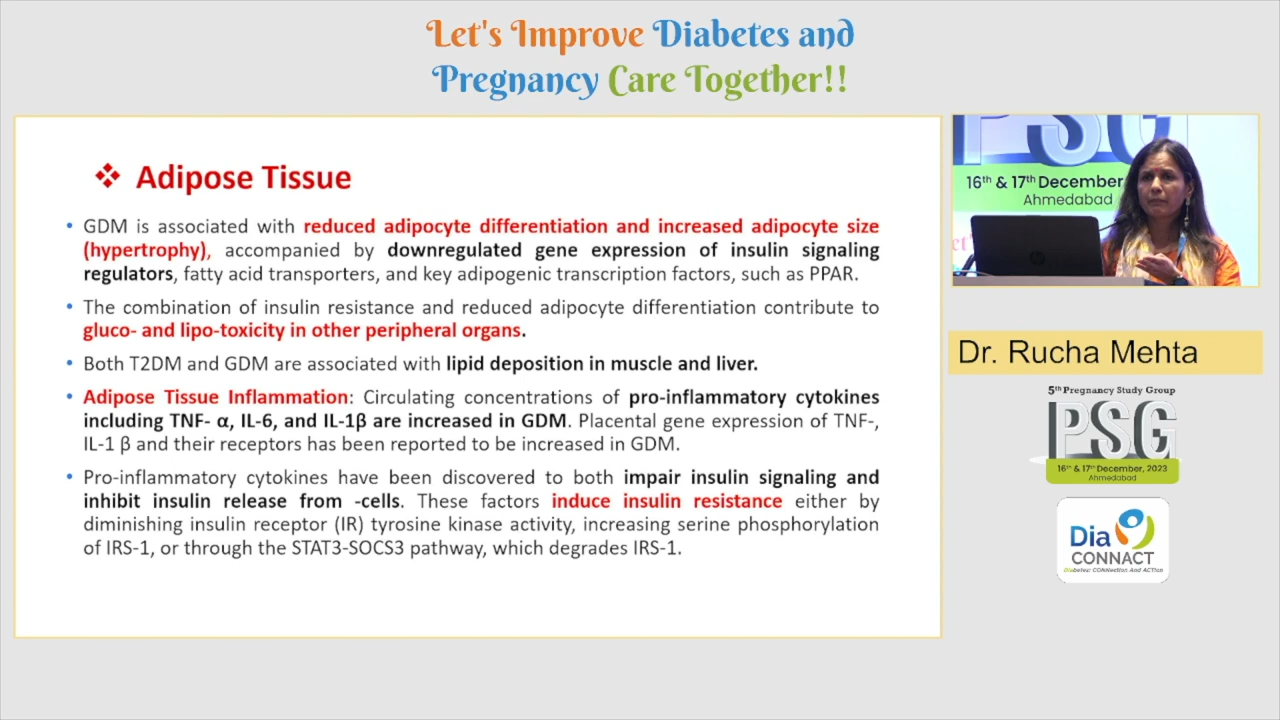 Let's Improve Diabetes and
Pregnancy Care Together!!
❖ Adipose Tissue
• GDM is associated with reduced adipocyte differentiation and increased adipocyte size
(hypertrophy), accompanied by downregulated gene expression of insulin signaling
regulators, fatty acid transporters, and key adipogenic transcription factors, such as PPAR.
• The combination of insulin resistance and reduced adipocyte differentiation contribute to
gluco- and lipo-toxicity in other peripheral organs.
• Both T2DM and GDM are associated with lipid deposition in muscle and liver.
• Adipose Tissue Inflammation: Circulating concentrations of pro-inflammatory cytokines
including TNF- α, IL-6, and IL-1β are increased in GDM. Placental gene expression of TNF-,
IL-1 β and their receptors has been reported to be increased in GDM.
• Pro-inflammatory cytokines have been discovered to both impair insulin signaling and
inhibit insulin release from -cells. These factors induce insulin resistance either by
diminishing insulin receptor (IR) tyrosine kinase activity, increasing serine phosphorylation
of IRS-1, or through the STAT3-SOCS3 pathway, which degrades IRS-1.
PSG
16th & 17th December
Ahmedabad
hp
Dr. Rucha Mehta
5th Pregnancy Study Group
PSG
16th & 17th December, 2023
Ahmedabad
Dia
CONNACT
Diabetes: CONNection And ACTion